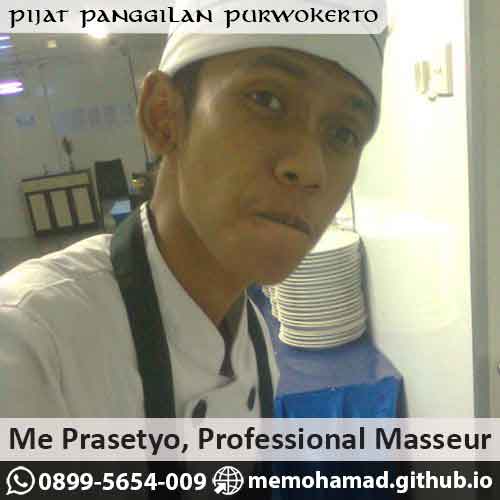 Pijat Panggilan Purwokerto
Me Prasetyo, Professional Masseur
0899-5654-009 memohamad.github.io